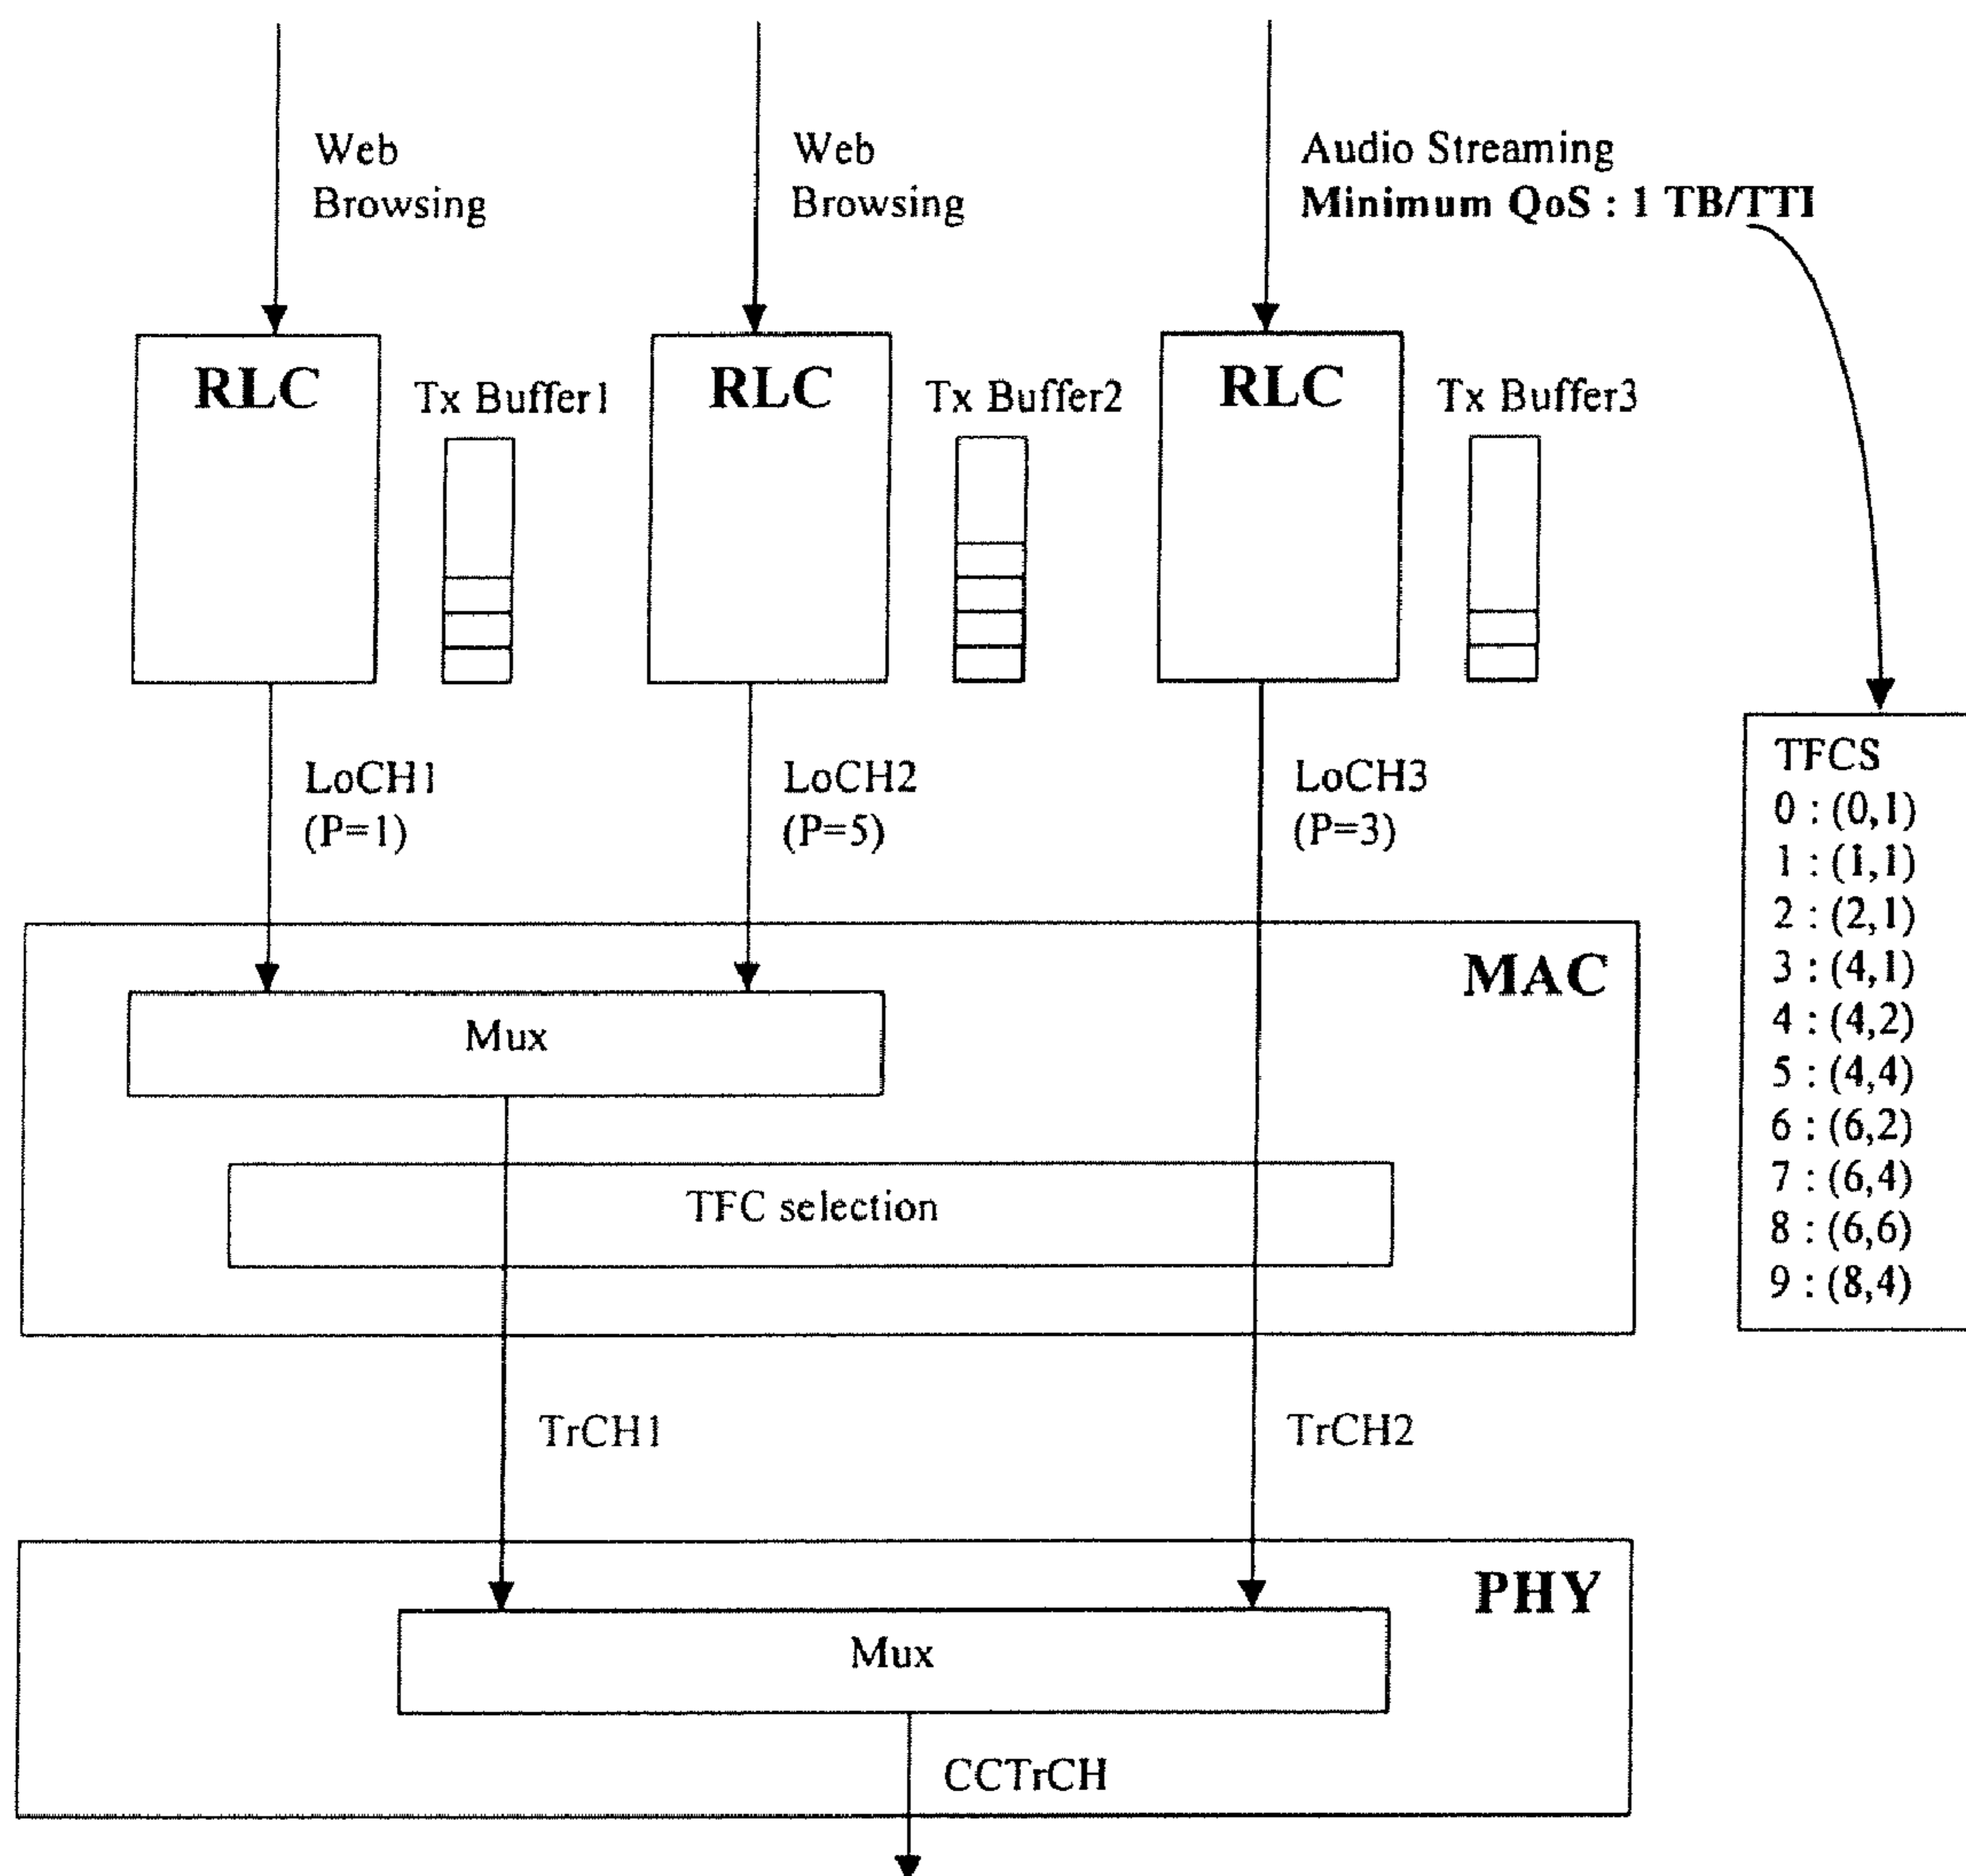 Web
Browsing
Web
Browsing
Audio Streaming
Minimum QoS : 1 TB/TTI
RLC
Tx Buffer1
RLC
Tx Buffer2
RLC
Tx Buffer3
LoCH1
(P=1)
LoCH2
(P=5)
LoCH3
(P=3)
TFCS
0 : (0,1)
1 : (1,1)
2 : (2,1)
3 : (4,1)
4 : (4,2)
5 : (4,4)
6 : (6,2)
7 : (6,4)
8 : (6,6)
9 : (8,4)
MAC
Mux
TFC selection
TrCH1
TrCH2
PHY
Mux
CCTrCH